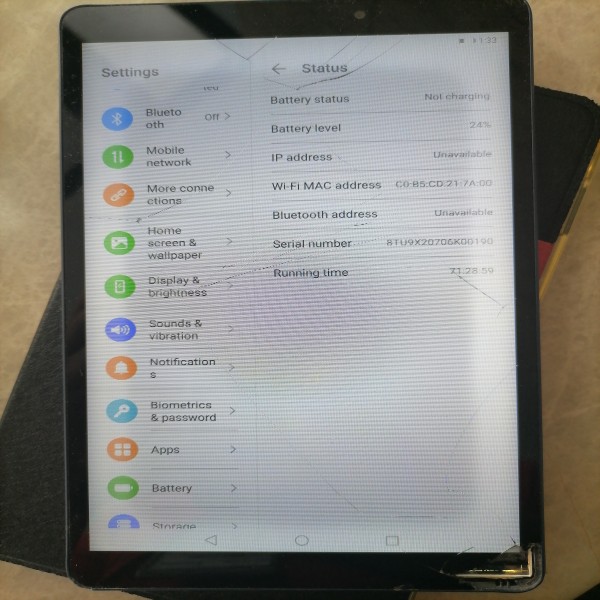 1:23
Settings
Status
Blueto
oth
Off
Mobile
network
More conne
ctions
Home
screen &
wallpaper
Display &
brightness
Sounds &
vibration
Notification
s
Biometrics
& password
Apps
Battery
Storage
Battery status Not charging
Battery level 24%
IP address Unavailable
Wi-Fi MAC address C0:B5:CD:21:7A:00
Bluetooth address Unavailable
Serial number 8TU9X20706K00190
Running time 71:28:59